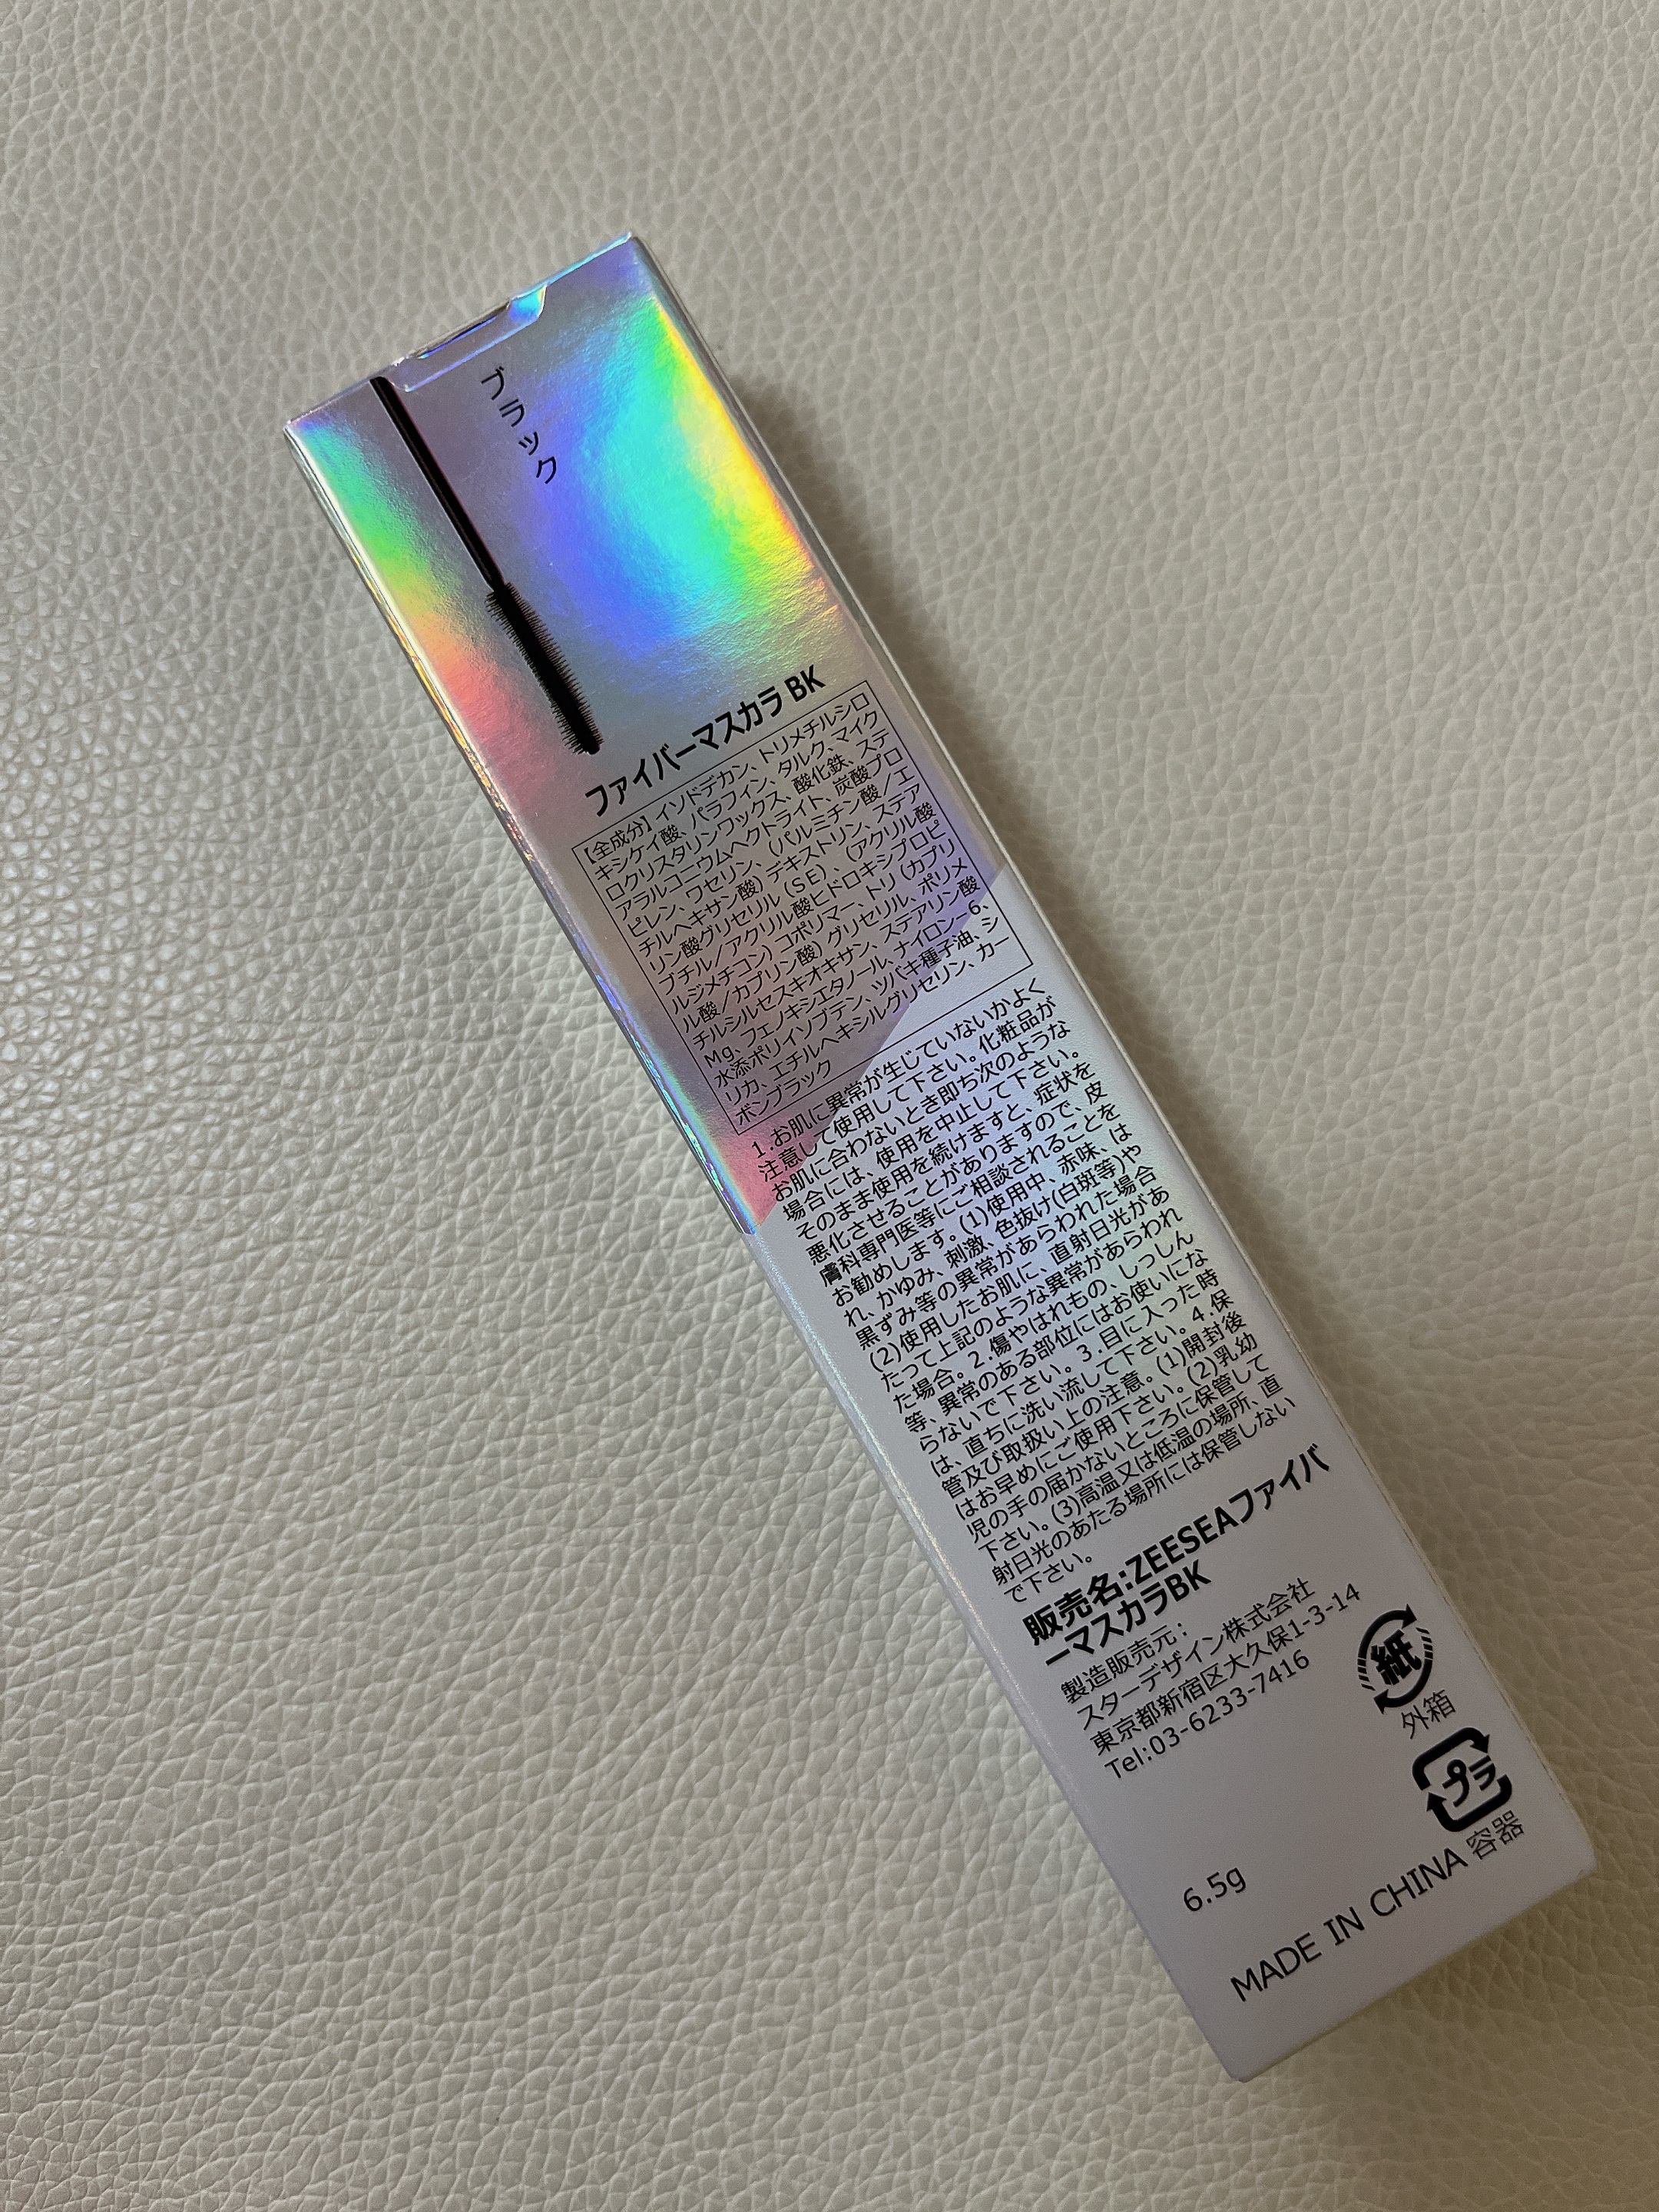 ブラック
ファイバーマスカラ BK
【全成分】イソドデカン、トリメチルシロ
キシケイ酸、パラフィン、タルク、マイク
ロクリスタリンワックス、酸化鉄、ステ
アラルコニウムヘクトライト、炭酸プロ
ピレン、ワセリン、(パルミチン酸／エ
チルヘキサン酸) デキストリン、ステア
リン酸グリセリル（SE）、(アクリル酸
ブチル／アクリル酸ヒドロキシプロピ
ルジメチコン) コポリマー、トリ (カプリ
ル酸／カプリン酸) グリセリル、ポリメ
チルシルセスキオキサン、ステアリン酸
Mg、フェノキシエタノール、ナイロン-6、
水添ポリイソブテン、ツバキ種子油、シ
リカ、エチルヘキシルグリセリン、カー
ボンブラック
1.お肌に異常が生じていないかよく
注意して使用して下さい。化粧品が
お肌に合わないとき即ち次のような
場合には、使用を中止して下さい。
そのまま使用を続けますと、症状を
悪化させることがありますので、皮
膚科専門医等にご相談されることを
お勧めします。(1)使用中、赤味、は
れ、かゆみ、刺激、色抜け(白斑等)や
黒ずみ等の異常があらわれた場合
(2)使用したお肌に、直射日光があ
たって上記のような異常があらわれ
た場合。2.傷やはれもの、しっしん
等、異常のある部位にはお使いにな
らないで下さい。3.目に入った時
は、直ちに洗い流して下さい。4.保
管及び取扱い上の注意。(1)開封後
はお早めにご使用下さい。(2)乳幼
児の手の届かないところに保管して
下さい。(3)高温又は低温の場所、直
射日光のあたる場所には保管しない
で下さい。
販売名:ZEESEAファイバ
ーマスカラBK
製造販売元：
スターデザイン株式会社
東京都新宿区大久保1-3-14
Tel:03-6233-7416
紙
外箱
プラ
容器
6.5g
MADE IN CHINA